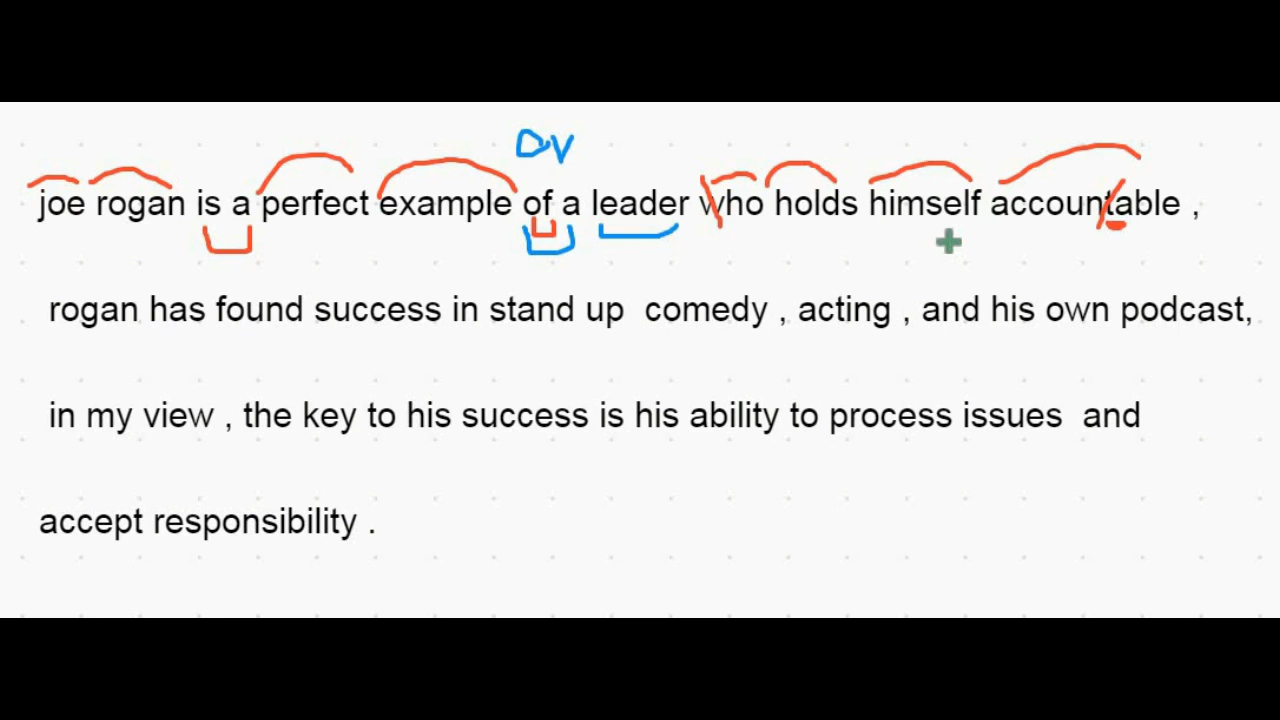 ov
joe rogan is a perfect example of a leader who holds himself accountable ,
rogan has found success in stand up comedy , acting , and his own podcast,
in my view , the key to his success is his ability to process issues and
accept responsibility .